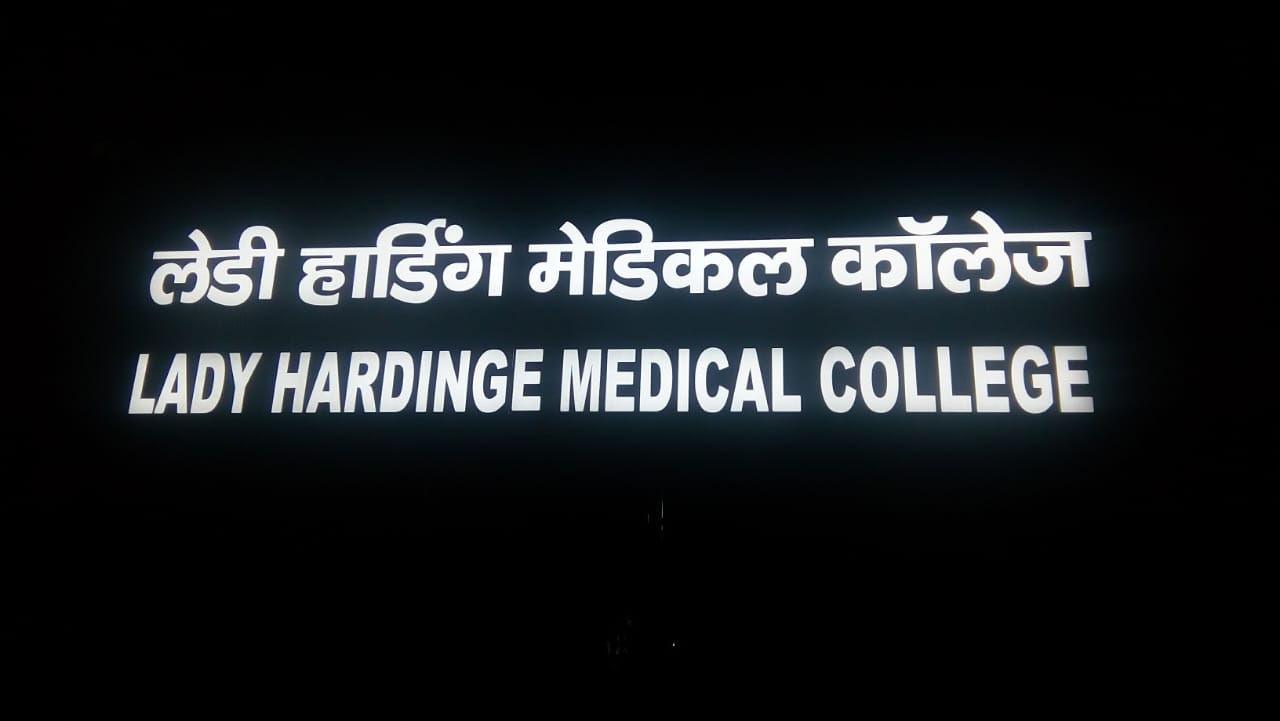 लेडी हार्डिंग मेडिकल कॉलेज
LADY HARDINGE MEDICAL COLLEGE